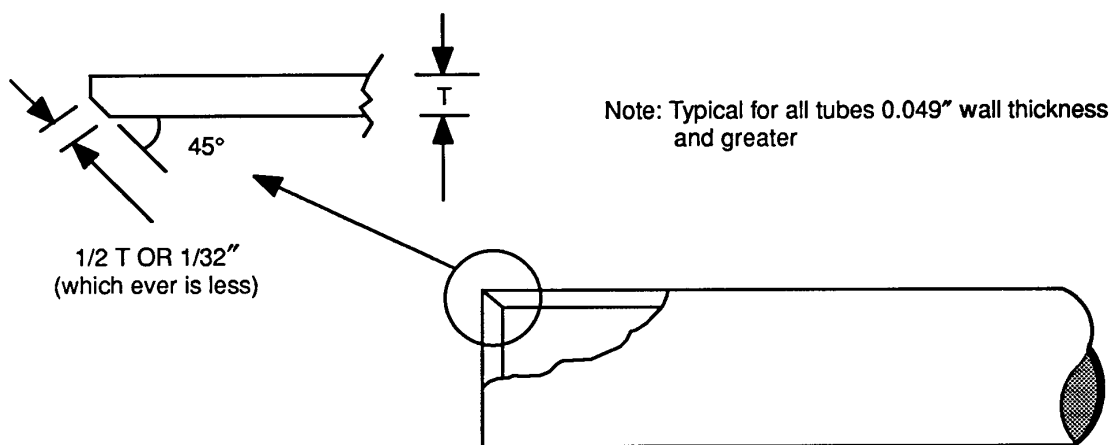 T
Note: Typical for all tubes 0.049″ wall thickness
and greater
45°
1/2 T OR 1/32″
(which ever is less)